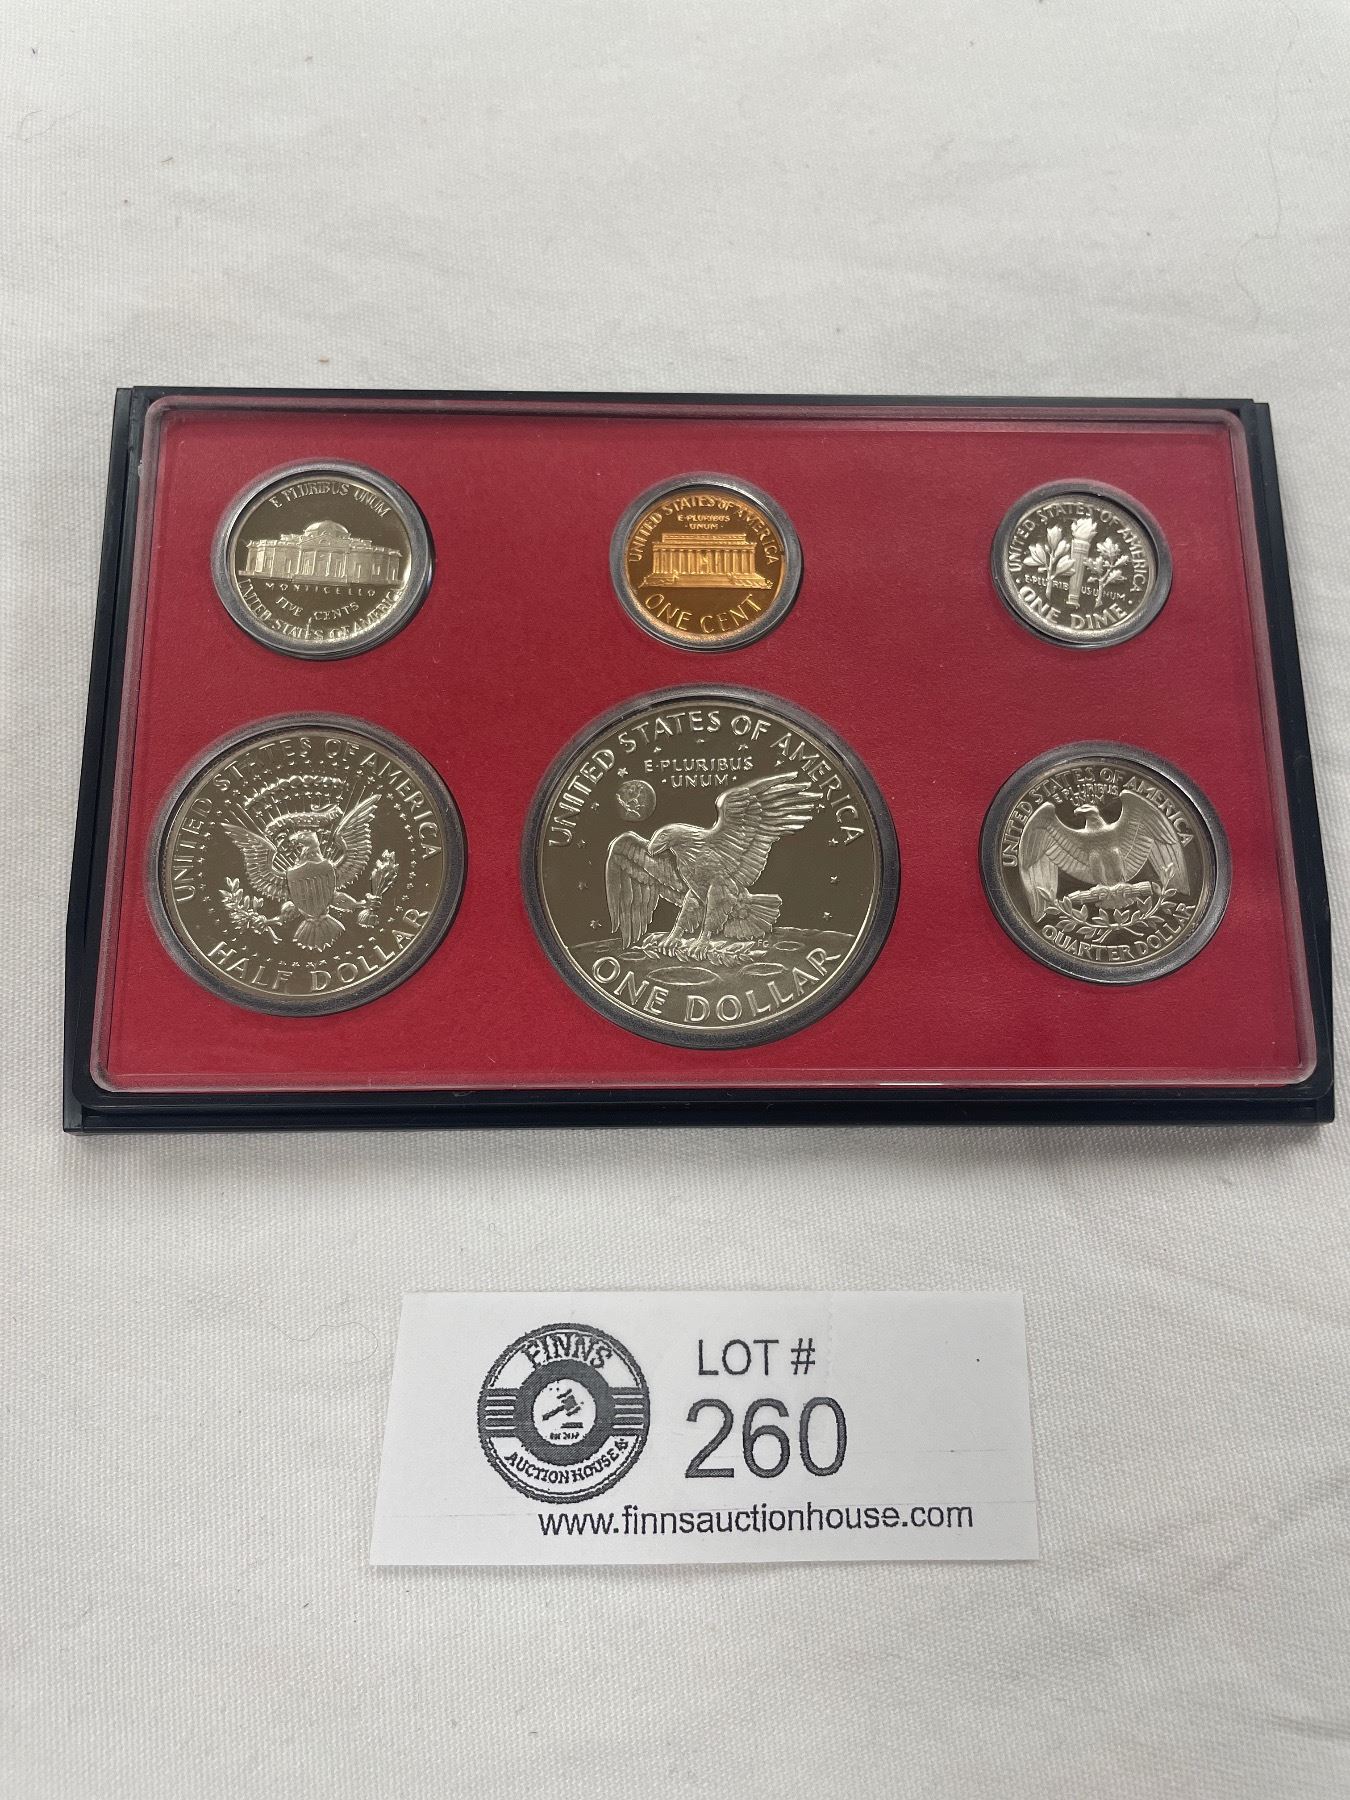 E PLURIBUS UNUM
MONTICELLO
FIVE CENTS
UNITED STATES OF AMERICA
UNITED STATES OF AMERICA
E·PLURIBUS
·UNUM·
ONE CENT
UNITED STATES OF AMERICA
E·PLURIBUS UNUM·
·ONE DIME·
UNITED STATES OF AMERICA
HALF DOLLAR
UNITED STATES OF AMERICA
E·PLURIBUS
·UNUM·
FG
ONE DOLLAR
UNITED STATES OF AMERICA
E PLURIBUS
UNUM
QUARTER DOLLAR
FINNS
AUCTION HOUSE
LOT #
260
www.finnsauctionhouse.com